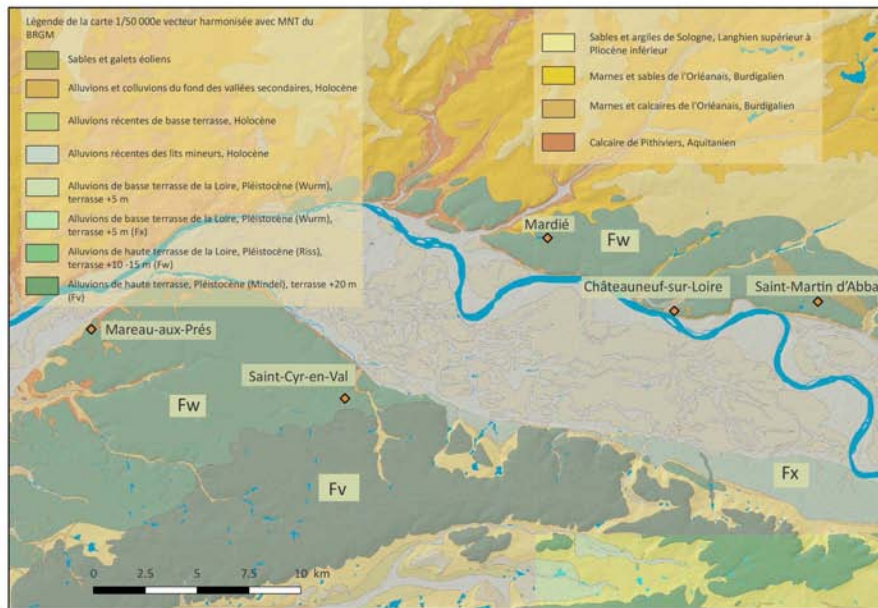 Légende de la carte 1/50 000e vecteur harmonisée avec MNT du
BRGM
Sables et galets éoliens
Alluvions et colluvions du fond des vallées secondaires, Holocène
Alluvions récentes de basse terrasse, Holocène
Alluvions récentes des lits mineurs, Holocène
Alluvions de basse terrasse de la Loire, Pléistocène (Wurm),
terrasse +5 m
Alluvions de basse terrasse de la Loire, Pléistocène (Wurm),
terrasse +5 m (Fx)
Alluvions de haute terrasse de la Loire, Pléistocène (Riss),
terrasse +10 -15 m (Fw)
Alluvions de haute terrasse, Pléistocène (Mindel), terrasse +20 m
(Fv)
Sables et argiles de Sologne, Langhien supérieur à
Pliocène inférieur
Marnes et sables de l'Orléanais, Burdigalien
Marnes et calcaires de l'Orléanais, Burdigalien
Calcaire de Pithiviers, Aquitanien
Mardié
Fw
Châteauneuf-sur-Loire
Saint-Martin d'Abba
Mareau-aux-Prés
Saint-Cyr-en-Val
Fw
Fv
Fx
0 2.5 5 7.5 10 km